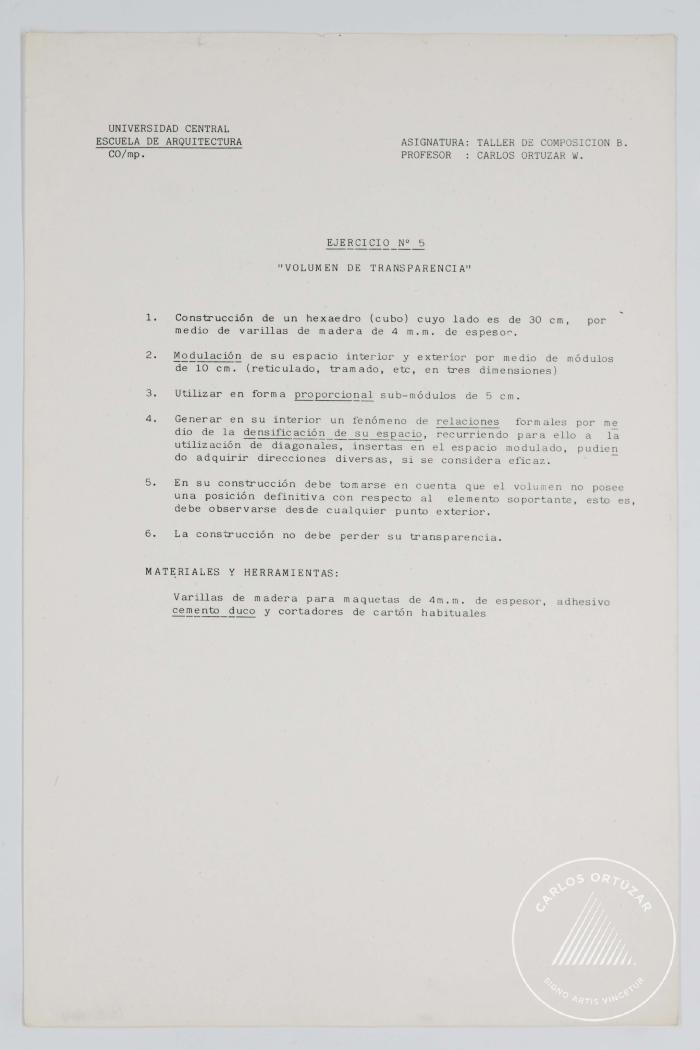 UNIVERSIDAD CENTRAL
ESCUELA DE ARQUITECTURA
CO/mp.
ASIGNATURA: TALLER DE COMPOSICION B.
PROFESOR : CARLOS ORTUZAR W.
EJERCICIO Nº 5
"VOLUMEN DE TRANSPARENCIA"
1. Construcción de un hexaedro (cubo) cuyo lado es de 30 cm, por
medio de varillas de madera de 4 m.m. de espesor.
2. Modulación de su espacio interior y exterior por medio de módulos
de 10 cm. (reticulado, tramado, etc, en tres dimensiones)
3. Utilizar en forma proporcional sub-módulos de 5 cm.
4. Generar en su interior un fenómeno de relaciones formales por me
dio de la densificación de su espacio, recurriendo para ello a la
utilización de diagonales, insertas en el espacio modulado, pudien
do adquirir direcciones diversas, si se considera eficaz.
5. En su construcción debe tomarse en cuenta que el volumen no posee
una posición definitiva con respecto al elemento soportante, esto es,
debe observarse desde cualquier punto exterior.
6. La construcción no debe perder su transparencia.
MATERIALES Y HERRAMIENTAS:
Varillas de madera para maquetas de 4m.m. de espesor, adhesivo
cemento duco y cortadores de cartón habituales
CARLOS ORTÚZAR
SIGNO ARTIS VINCETUR